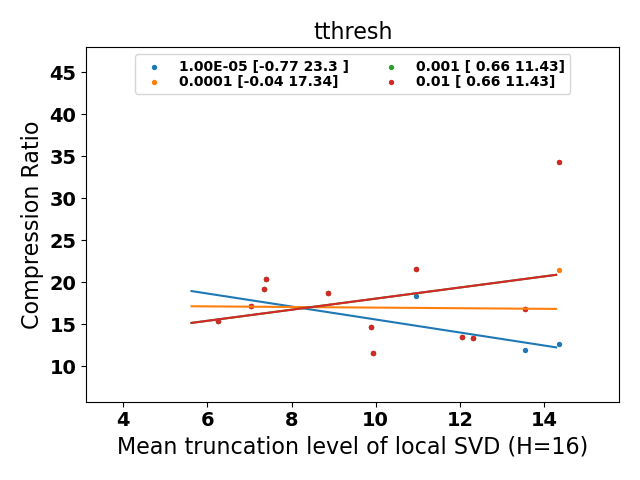 tthresh
1.00E-05 [-0.77 23.3 ]
0.0001 [-0.04 17.34]
0.001 [ 0.66 11.43]
0.01 [ 0.66 11.43]
Compression Ratio
45
40
35
30
25
20
15
10
4 6 8 10 12 14
Mean truncation level of local SVD (H=16)